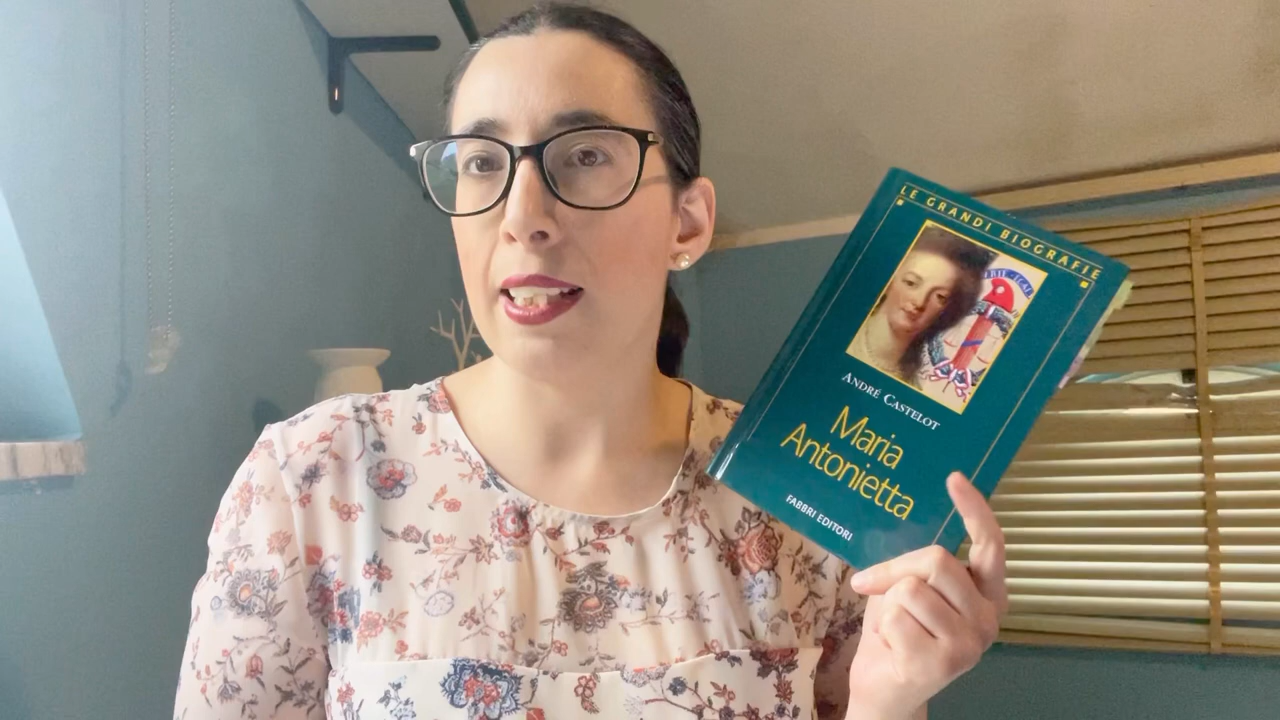 LE GRANDI BIOGRAFIE
ANDRÉ CASTELOT
Maria
Antonietta
FABBRI EDITORI